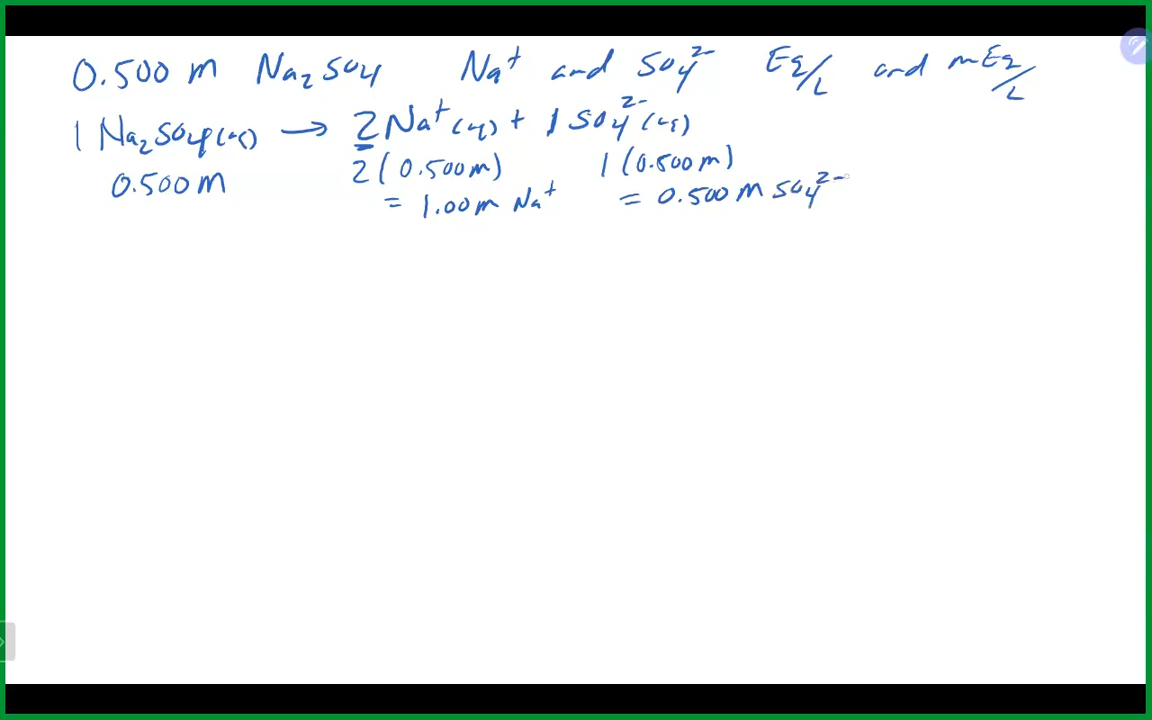 0.500 M Na₂SO₄ Na⁺ and SO₄²⁻ Eq/L and mEq/L
1 Na₂SO₄(aq) → 2Na⁺(aq) + 1 SO₄²⁻(aq)
0.500 M 2(0.500 M) 1(0.500 M)
= 1.00 M Na⁺ = 0.500 M SO₄²⁻